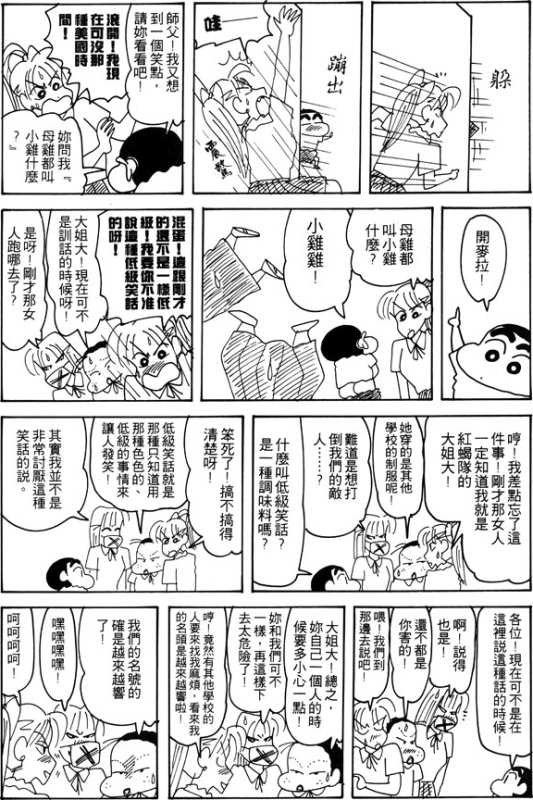 躲
蹦出
哇—
震驚
師父!我又想
到一個笑點,
請妳看看吧!
滾開!我現
在可沒那
種美國時
間!
妳問我『
母雞都叫
小雞什麼
?』
開麥拉!
母雞都
叫小雞
什麼?
小雞雞!
混蛋!這跟剛才
的還不是一樣低
級!我要你不准
說這種低級笑話
的呀!
大姐大!現在可不
是訓話的時候呀!
是呀!剛才那女
人跑哪去了?
哼!我差點忘了這
件事!剛才那女人
一定知道我就是
紅蠍隊的
大姐大!
她穿的是其他
學校的制服呢!
難道是想打
倒我們的敵
人……?
什麼叫低級笑話?
是一種調味料嗎?
笨死了!搞不搞得
清楚呀!
低級笑話就是
那種只知道用
那種色色的、
低級的事情來
讓人發笑!
其實我並不是
非常討厭這種
笑話的說。
各位!現在可不是在
這裡說這種話的時候!
啊!說得
也是!
還不都是
你害的!
喂!我們到
那邊去說吧!
大姐大!總之,
妳自己一個人的時
候要多小心一點!
妳和我們可不
一樣,再這樣下
去太危險了!
哼!竟然有其他學校的
人要來找我麻煩,看來我
的名頭是越來越響啦!
我們的名號的
確是越來越響
了!
嘿嘿嘿嘿!
呵呵呵呵!